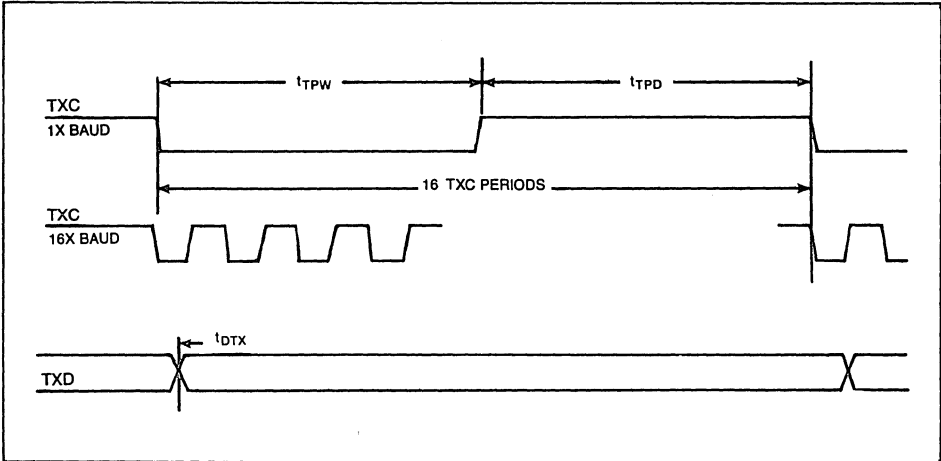 tTPW
tTPD
TXC
1X BAUD
16 TXC PERIODS
TXC
16X BAUD
tDTX
TXD